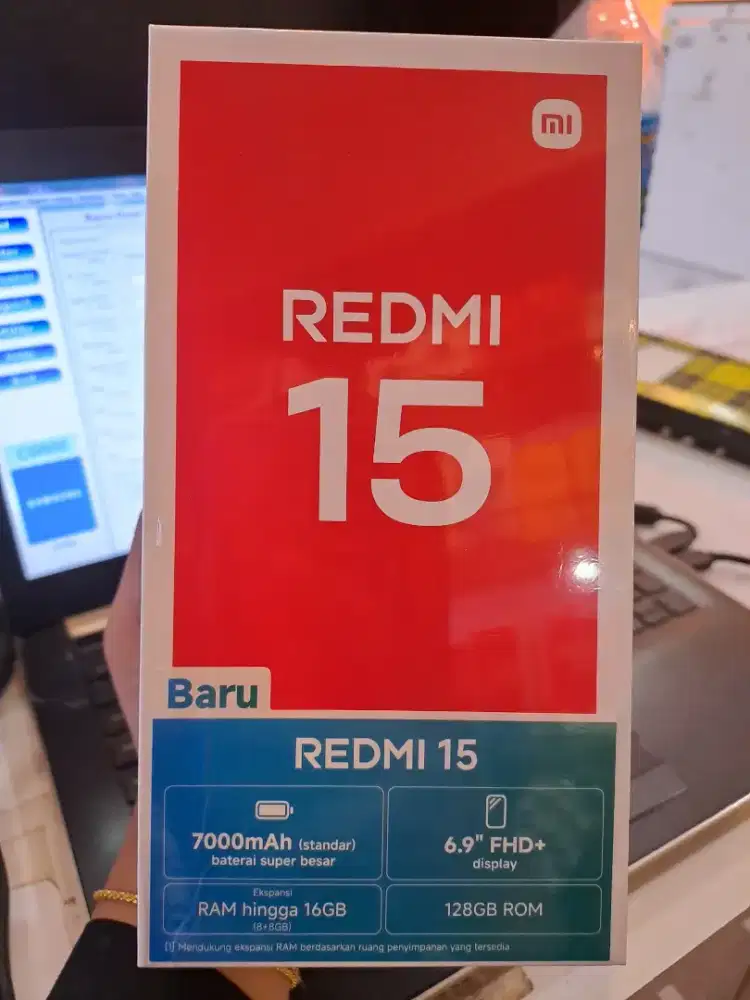 mi
REDMI
15
Baru
REDMI 15
7000mAh (standar)
baterai super besar
6.9" FHD+
display
Ekspansi
RAM hingga 16GB
(8+8GB)
128GB ROM
[1] Mendukung ekspansi RAM berdasarkan ruang penyimpanan yang tersedia
SAMSUNG